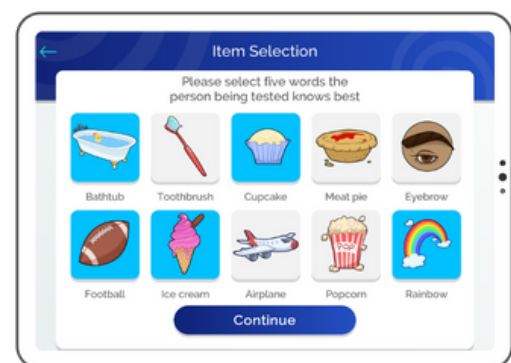 Item Selection
Please select five words the
person being tested knows best
Bathtub Toothbrush Cupcake Meat pie Eyebrow
POP
Football Ice cream Airplane Popcorn Rainbow
Continue